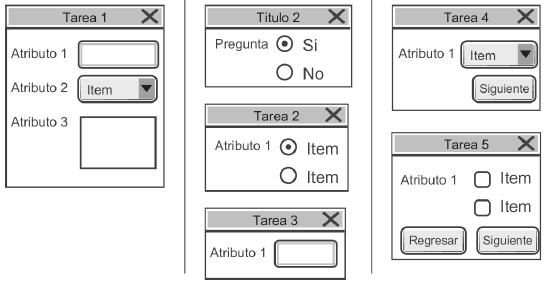 Tarea 1
Atributo 1
Atributo 2 Item
Atributo 3
Titulo 2
Pregunta Si
No
Tarea 2
Atributo 1 Item
Item
Tarea 3
Atributo 1
Tarea 4
Atributo 1 Item
Siguiente
Tarea 5
Atributo 1 Item
Item
Regresar Siguiente